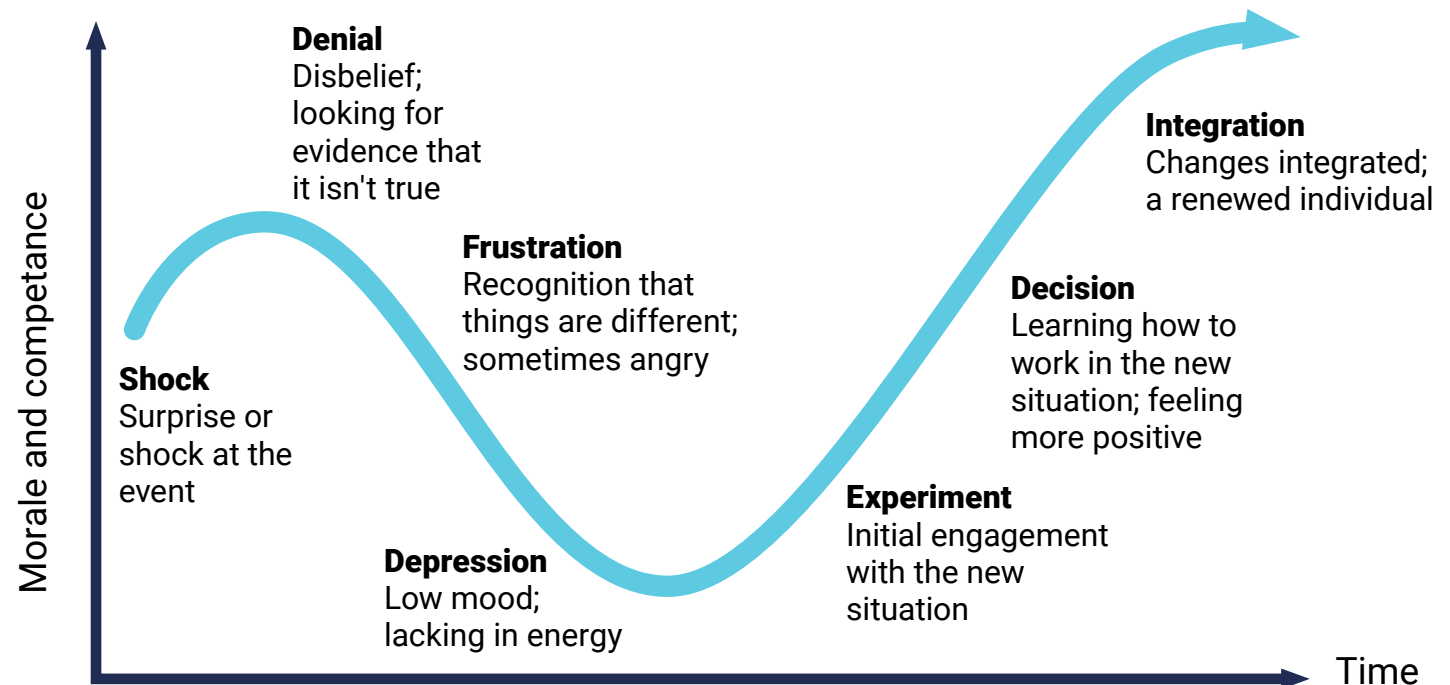 Morale and competance
Denial
Disbelief;
looking for
evidence that
it isn't true
Shock
Surprise or
shock at the
event
Frustration
Recognition that
things are different;
sometimes angry
Depression
Low mood;
lacking in energy
Experiment
Initial engagement
with the new
situation
Decision
Learning how to
work in the new
situation; feeling
more positive
Integration
Changes integrated;
a renewed individual
Time